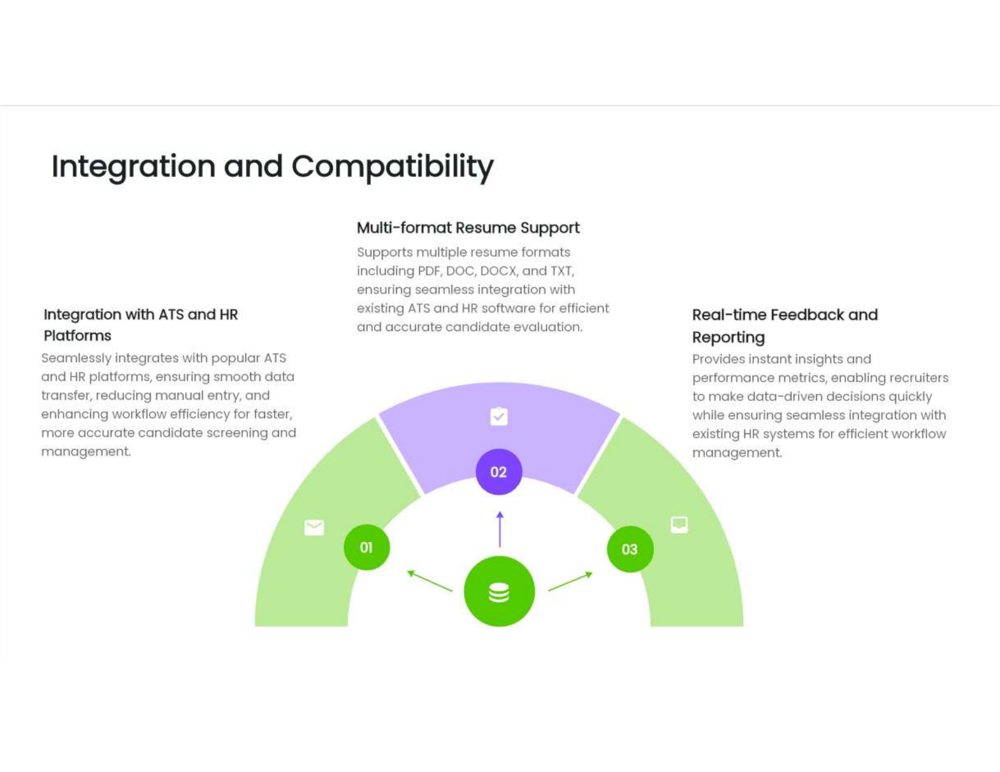 Integration and Compatibility
Multi-format Resume Support
Supports multiple resume formats
including PDF, DOC, DOCX, and TXT,
ensuring seamless integration with
existing ATS and HR software for efficient
and accurate candidate evaluation.
Integration with ATS and HR
Platforms
Seamlessly integrates with popular ATS
and HR platforms, ensuring smooth data
transfer, reducing manual entry, and
enhancing workflow efficiency for faster,
more accurate candidate screening and
management.
Real-time Feedback and
Reporting
Provides instant insights and
performance metrics, enabling recruiters
to make data-driven decisions quickly
while ensuring seamless integration with
existing HR systems for efficient workflow
management.
02
01
03